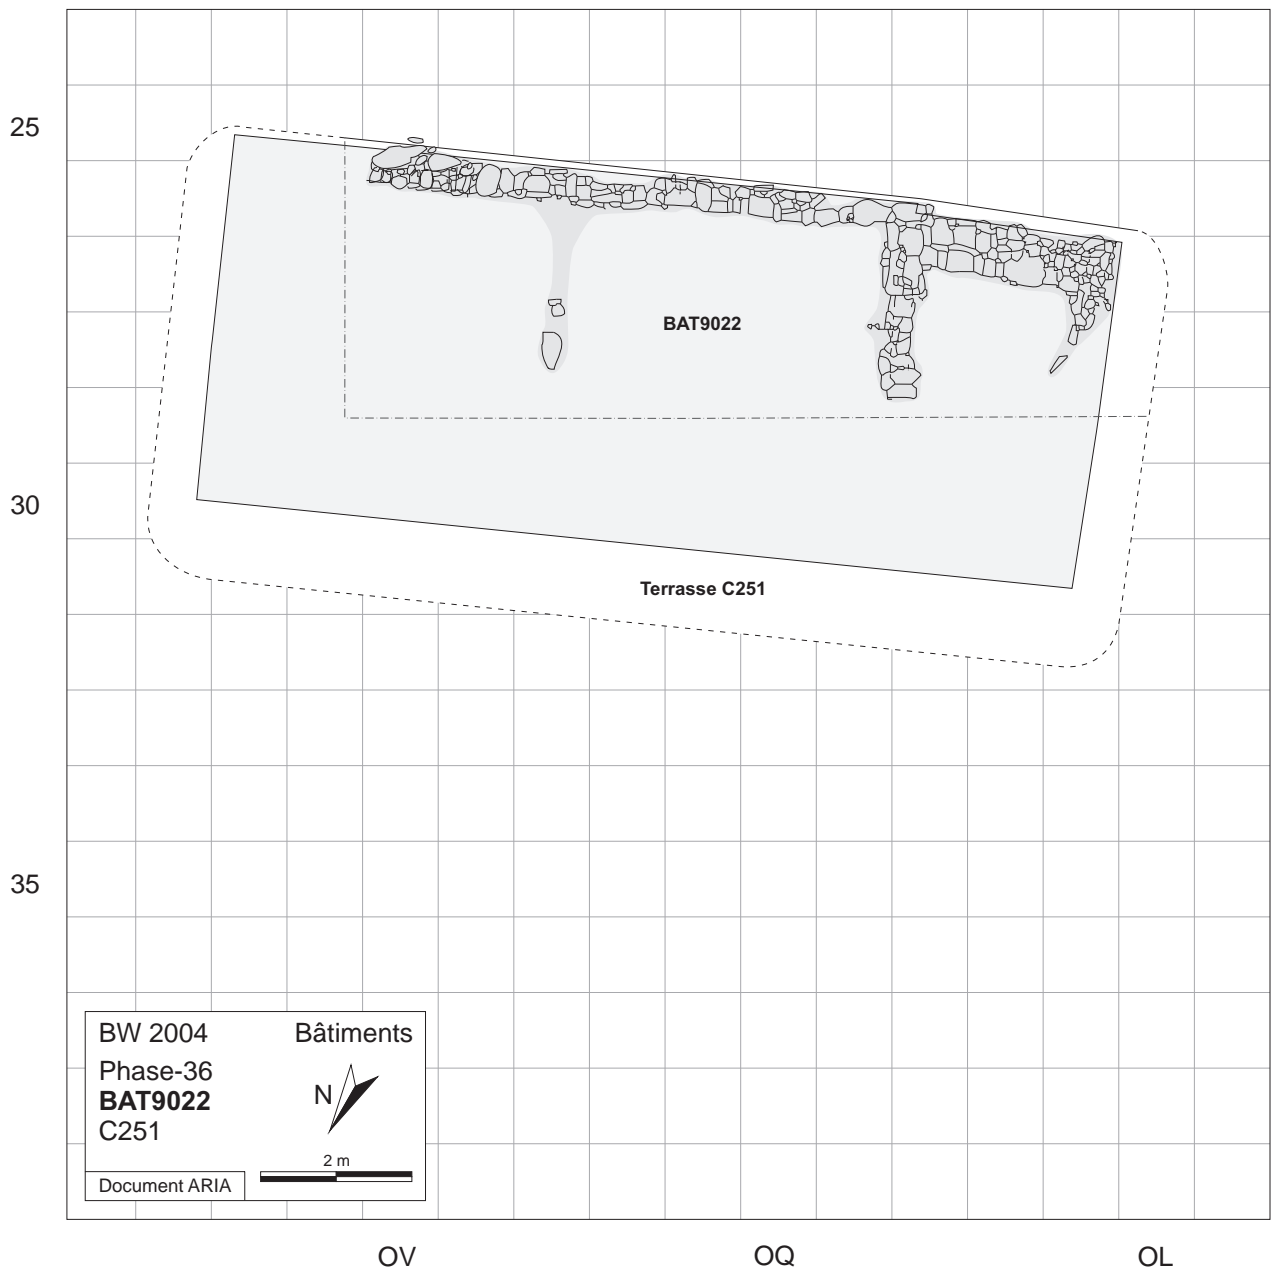 25
BAT9022
30
Terrasse C251
35
BW 2004 Bâtiments
Phase-36
BAT9022
C251
N
2 m
Document ARIA
OV OQ OL